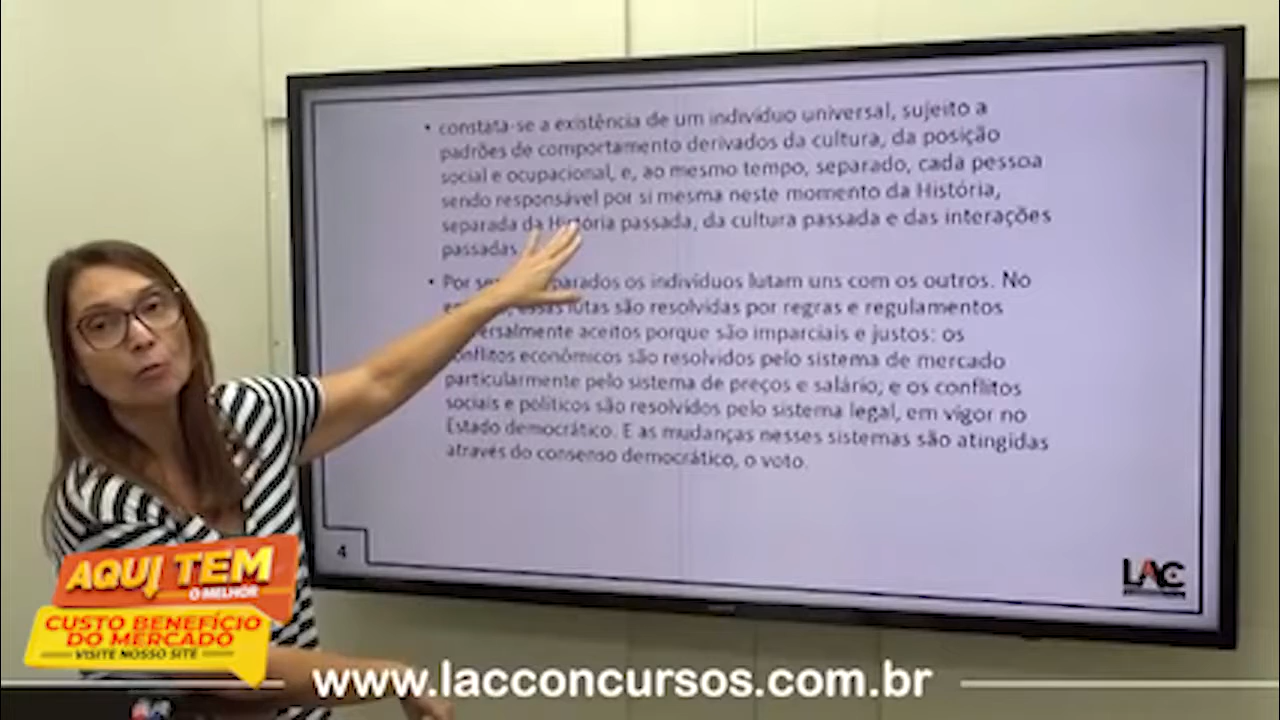 • constata-se a existência de um indivíduo universal, sujeito a
padrões de comportamento derivados da cultura, da posição
social e ocupacional, e, ao mesmo tempo, separado, cada pessoa
sendo responsável por si mesma neste momento da História,
separada da História passada, da cultura passada e das interações
passadas.
• Por separados os indivíduos lutam uns com os outros. No
essas lutas são resolvidas por regras e regulamentos
aceitos porque são imparciais e justos: os
conflitos econômicos são resolvidos pelo sistema de mercado
particularmente pelo sistema de preços e salário, e os conflitos
sociais e políticos são resolvidos pelo sistema legal, em vigor no
Estado democrático. E as mudanças nesses sistemas são atingidas
através do consenso democrático, o voto.
4
LAC
AQUI TEM
O MELHOR
CUSTO BENEFÍCIO
DO MERCADO
VISITE NOSSO SITE
www.lacconcursos.com.br